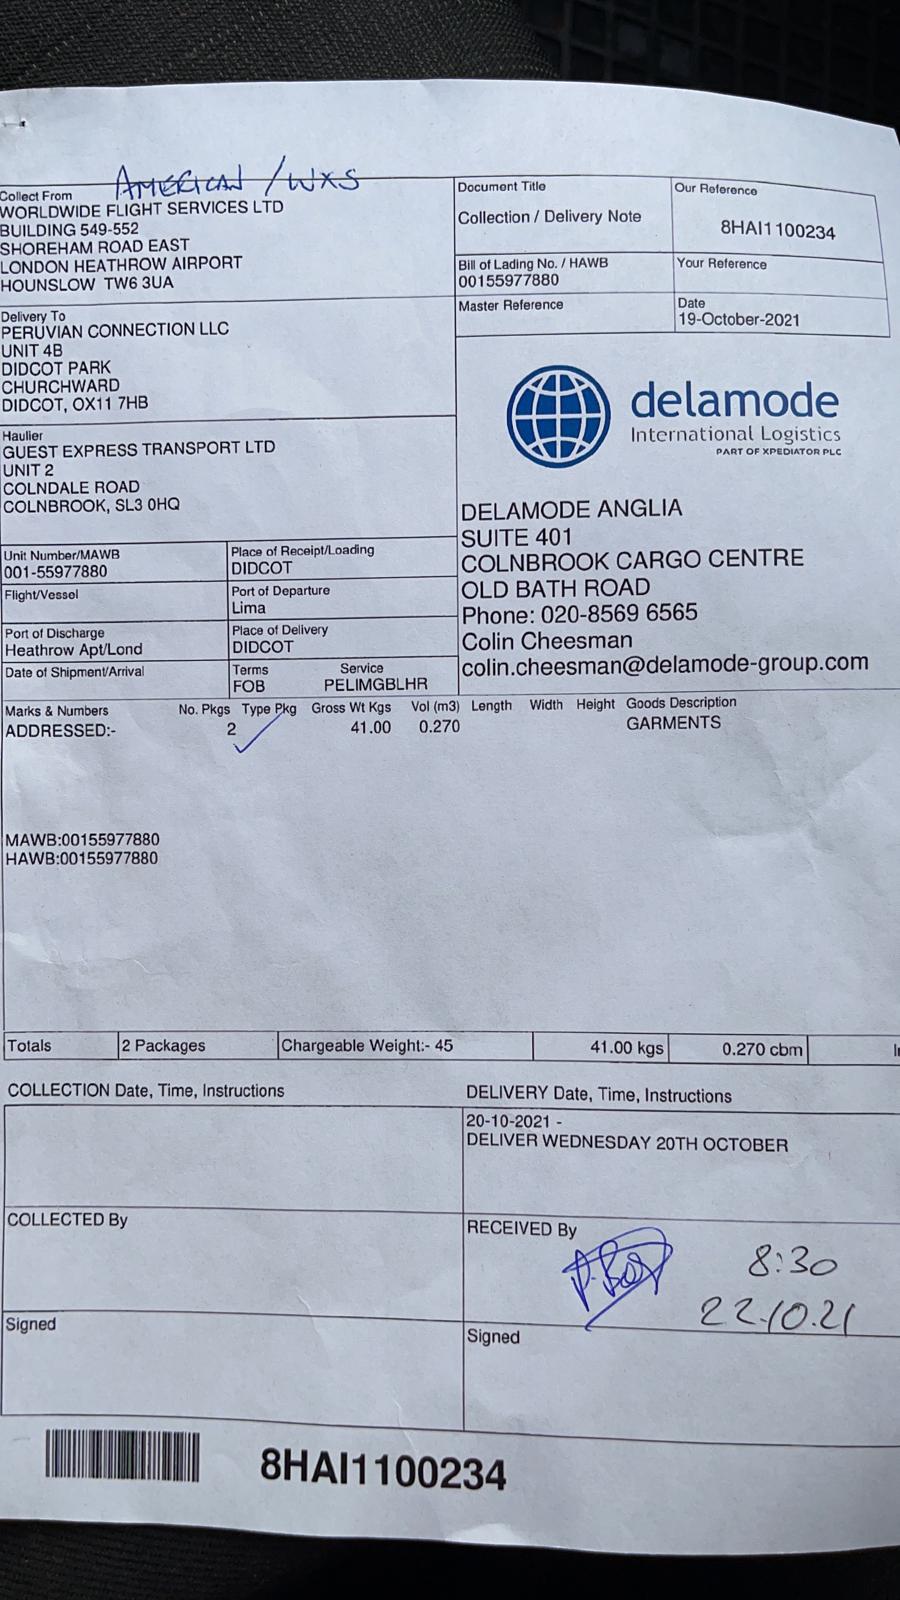 AMERICAN / WXS
Collect From
WORLDWIDE FLIGHT SERVICES LTD
BUILDING 549-552
SHOREHAM ROAD EAST
LONDON HEATHROW AIRPORT
HOUNSLOW TW6 3UA
Document Title
Collection / Delivery Note
Our Reference
8HAI1100234
Bill of Lading No. / HAWB
00155977880
Your Reference
Master Reference
Date
19-October-2021
Delivery To
PERUVIAN CONNECTION LLC
UNIT 4B
DIDCOT PARK
CHURCHWARD
DIDCOT, OX11 7HB
delamode
International Logistics
PART OF XPEDIATOR PLC
Haulier
GUEST EXPRESS TRANSPORT LTD
UNIT 2
COLNDALE ROAD
COLNBROOK, SL3 0HQ
DELAMODE ANGLIA
SUITE 401
COLNBROOK CARGO CENTRE
OLD BATH ROAD
Phone: 020-8569 6565
Colin Cheesman
colin.cheesman@delamode-group.com
Unit Number/MAWB
001-55977880
Place of Receipt/Loading
DIDCOT
Flight/Vessel
Port of Departure
Lima
Port of Discharge
Heathrow Apt/Lond
Place of Delivery
DIDCOT
Date of Shipment/Arrival
Terms Service
FOB PELIMGBLHR
Marks & Numbers No. Pkgs Type Pkg Gross Wt Kgs Vol (m3) Length Width Height Goods Description
ADDRESSED:- 2 41.00 0.270 GARMENTS
MAWB:00155977880
HAWB:00155977880
Totals 2 Packages Chargeable Weight:- 45 41.00 kgs 0.270 cbm
COLLECTION Date, Time, Instructions
DELIVERY Date, Time, Instructions
20-10-2021 -
DELIVER WEDNESDAY 20TH OCTOBER
COLLECTED By
RECEIVED By
8:30
22.10.21
Signed
Signed
8HAI1100234